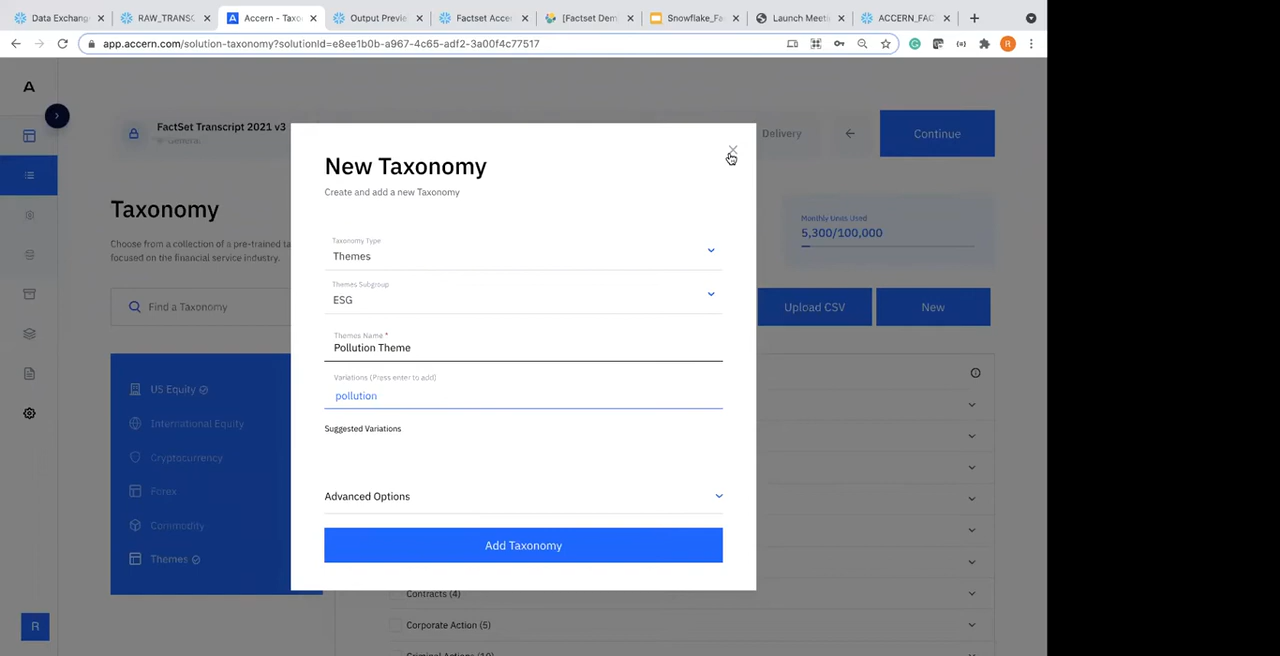 Data Exchang
RAW_TRANSC
Accern - Taxo
Output Previe
Factset Acce
[Factset Dem
Snowflake_Fa
Launch Meeti
ACCERN_FAC
app.accern.com/solution-taxonomy?solutionId=e8ee1b0b-a967-4c65-adf2-3a00f4c77517
R
A
FactSet Transcript 2021 v3
General
Delivery
Continue
New Taxonomy
Create and add a new Taxonomy
Taxonomy
Choose from a collection of a pre-trained ta
focused on the financial service industry.
Monthly Units Used
5,300/100,000
Taxonomy Type
Themes
Themes Subgroup
ESG
Find a Taxonomy
Upload CSV
New
Themes Name *
Pollution Theme
Variations (Press enter to add)
pollution
Suggested Variations
US Equity
International Equity
Cryptocurrency
Forex
Commodity
Themes
Advanced Options
Add Taxonomy
Contracts (4)
Corporate Action (5)
Criminal Actions (10)
R